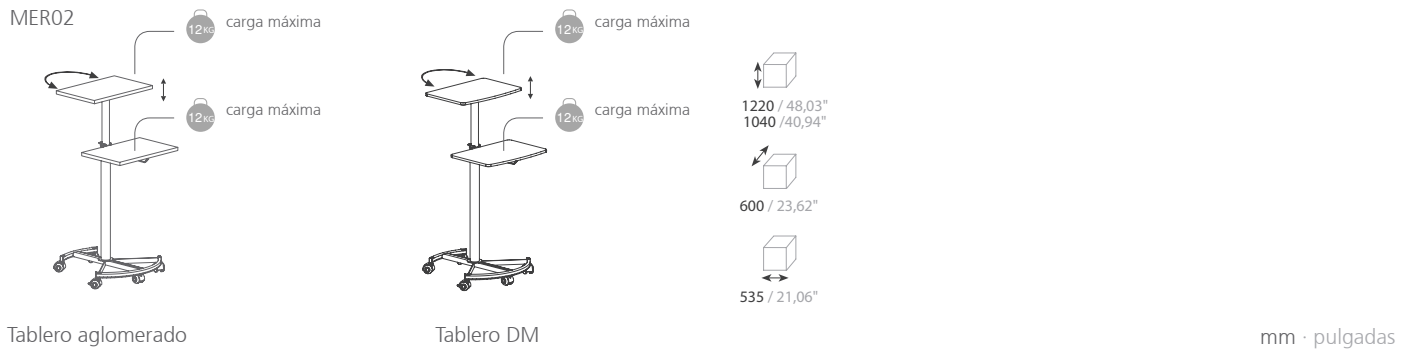 MER02
12KG carga máxima
12KG carga máxima
Tablero aglomerado
12KG carga máxima
12KG carga máxima
Tablero DM
1220 / 48,03"
1040 /40,94"
600 / 23,62"
535 / 21,06"
mm · pulgadas